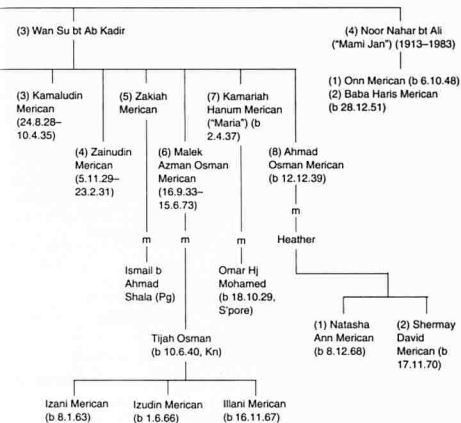 (3) Wan Su bt Ab Kadir
(4) Noor Nahar bt Ali
("Mami Jan") (1913–1983)
(1) Onn Merican (b 6.10.48)
(2) Baba Haris Merican
(b 28.12.51)
(3) Kamaludin
Merican
(24.8.28–
10.4.35)
(5) Zakiah
Merican
(7) Kamariah
Hanum Merican
("Maria") (b
2.4.37)
(4) Zainudin
Merican
(5.11.29–
23.2.31)
(6) Malek
Azman Osman
Merican
(16.9.33–
15.6.73)
(8) Ahmad
Osman Merican
(b 12.12.39)
m
Heather
m
m
m
Ismail b
Ahmad
Shala (Pg)
Omar Hj
Mohamed
(b 18.10.29,
S'pore)
Tijah Osman
(b 10.6.40, Kn)
(1) Natasha
Ann Merican
(b 8.12.68)
(2) Shermay
David
Merican (b
17.11.70)
Izani Merican
(b 8.1.63)
Izudin Merican
(b 1.6.66)
Illani Merican
(b 16.11.67)